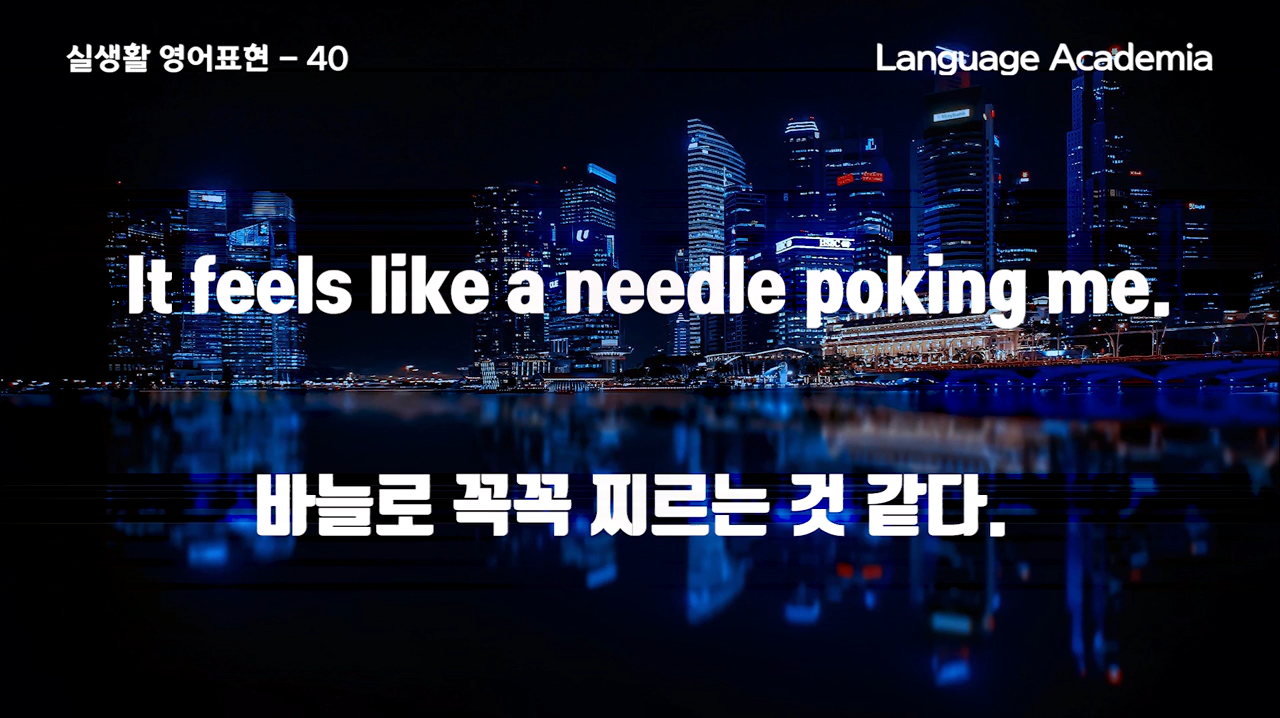 실생활 영어표현 – 40
Language Academia
HSBC
It feels like a needle poking me.
바늘로 꼭꼭 찌르는 것 같다.